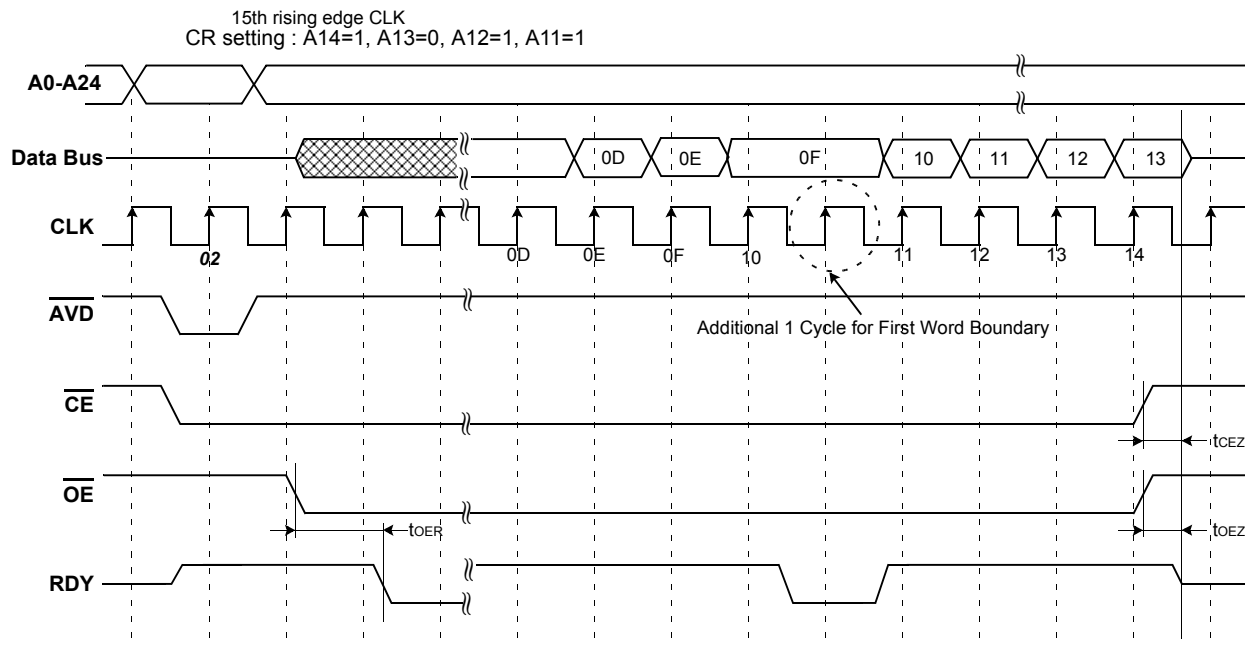 15th rising edge CLK
CR setting : A14=1, A13=0, A12=1, A11=1
A0-A24
Data Bus
0D 0E 0F 10 11 12 13
CLK
02 0D 0E 0F 10 11 12 13 14
AVD
Additional 1 Cycle for First Word Boundary
CE
tCEZ
OE
tOER
tOEZ
RDY